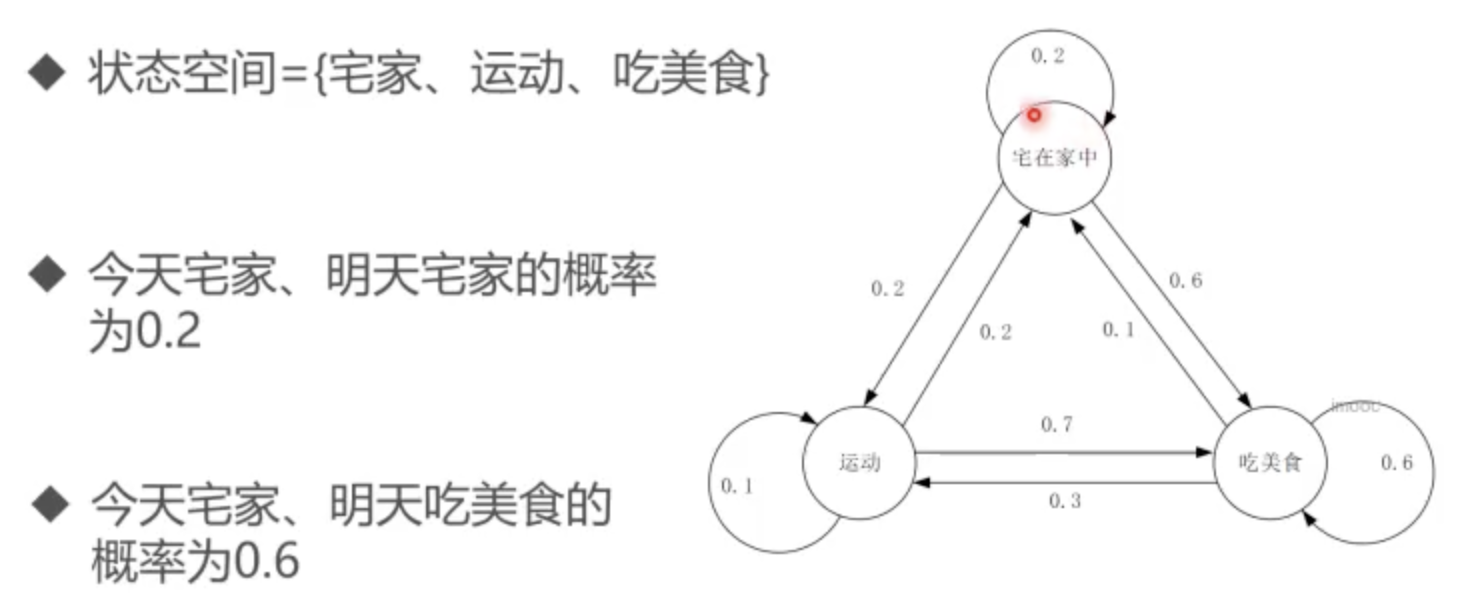 ◆ 状态空间={宅家、运动、吃美食}
◆ 今天宅家、明天宅家的概率
为0.2
◆ 今天宅家、明天吃美食的
概率为0.6
0.2
宅在家中
0.2
0.6
0.2
0.1
imooc
0.7
运动
吃美食
0.6
0.1
0.3